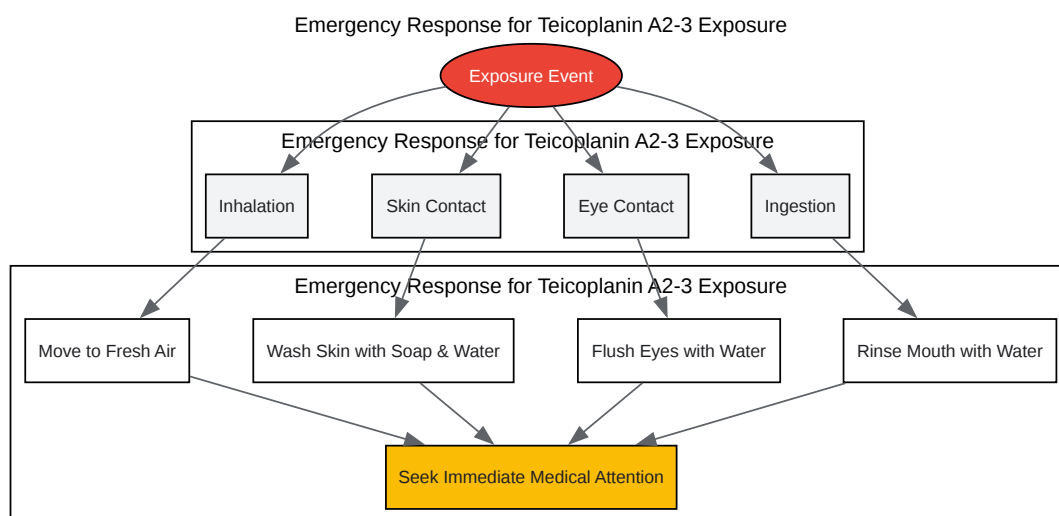 Emergency Response for Teicoplanin A2-3 Exposure
Exposure Event
Emergency Response for Teicoplanin A2-3 Exposure
Inhalation
Skin Contact
Eye Contact
Ingestion
Emergency Response for Teicoplanin A2-3 Exposure
Move to Fresh Air
Wash Skin with Soap & Water
Flush Eyes with Water
Rinse Mouth with Water
Seek Immediate Medical Attention